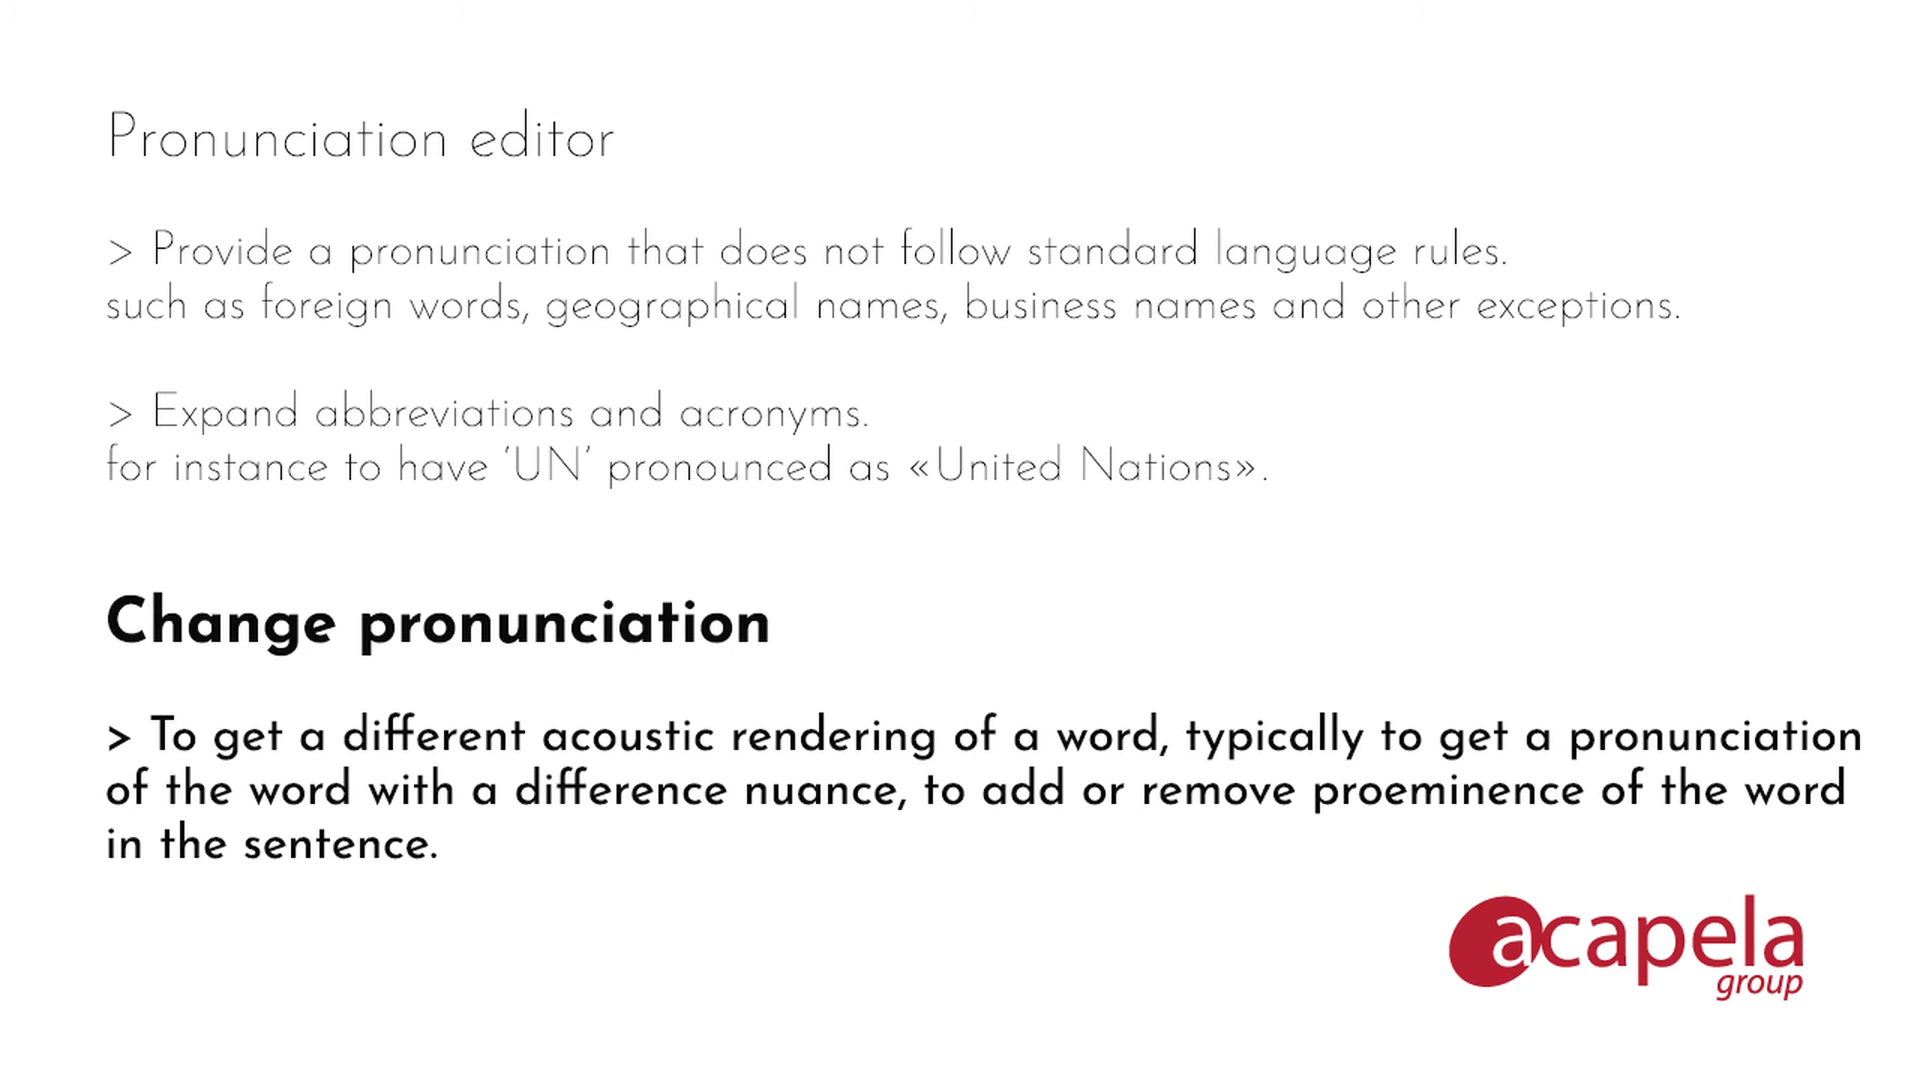 Pronunciation editor
> Provide a pronunciation that does not follow standard language rules.
such as foreign words, geographical names, business names and other exceptions.
> Expand abbreviations and acronyms.
for instance to have ‘UN’ pronounced as «United Nations».
Change pronunciation
> To get a different acoustic rendering of a word, typically to get a pronunciation
of the word with a difference nuance, to add or remove proeminence of the word
in the sentence.
acapela
group